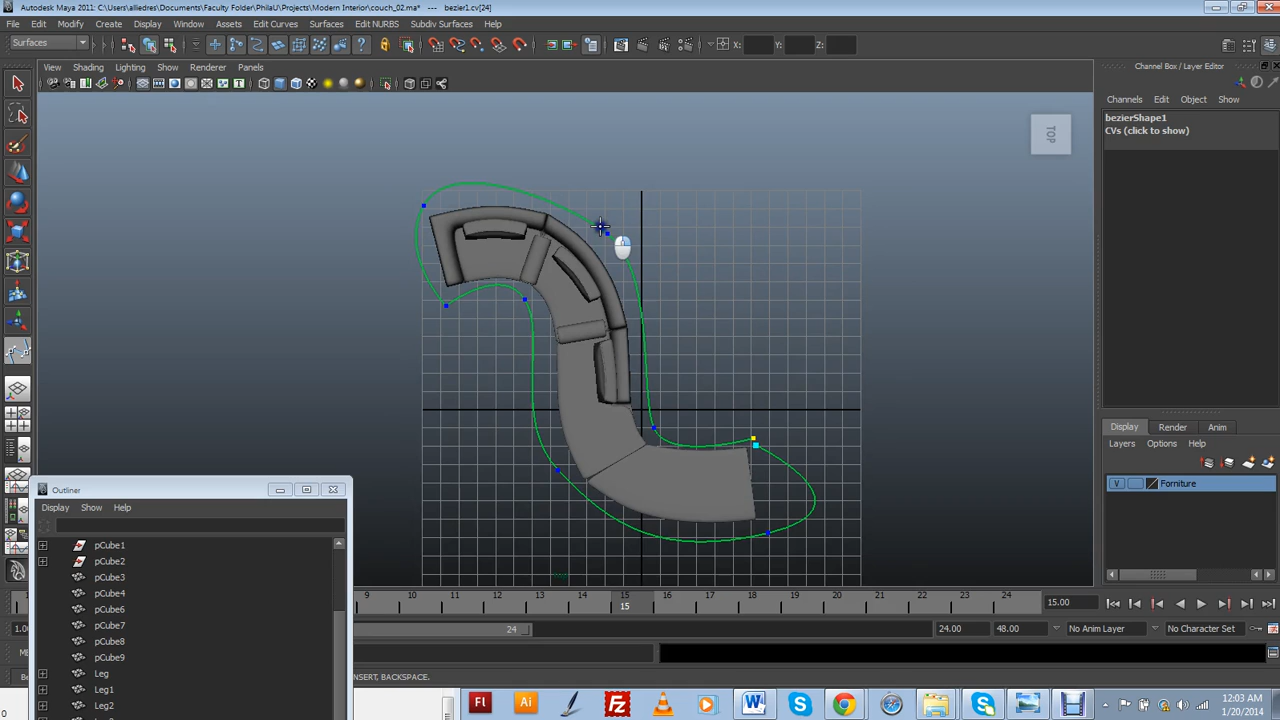 Autodesk Maya 2011: c:\Users\alliedres\Documents\Faculty Folder\PhilaU\Projects\Modern Interior\couch_02.ma*   ---   bezier1.cv[24]
File Edit Modify Create Display Window Assets Edit Curves Surfaces Edit NURBS Subdiv Surfaces Help
Surfaces X: Y: Z:
View Shading Lighting Show Renderer Panels
Channel Box / Layer Editor
Channels Edit Object Show
bezierShape1
CVs (click to show)
TOP
Display Render Anim
Layers Options Help
V Forniture
Outliner
Display Show Help
pCube1
pCube2
pCube3
pCube4
pCube6
pCube7
pCube8
pCube9
Leg
Leg1
Leg2
9 10 11 12 13 14 15 16 17 18 19 20 21 22 23 24
15
15.00
1.0 24 24.00 48.00 No Anim Layer No Character Set
INSERT, BACKSPACE.
Fl Ai Fz W S
12:03 AM
1/20/2014